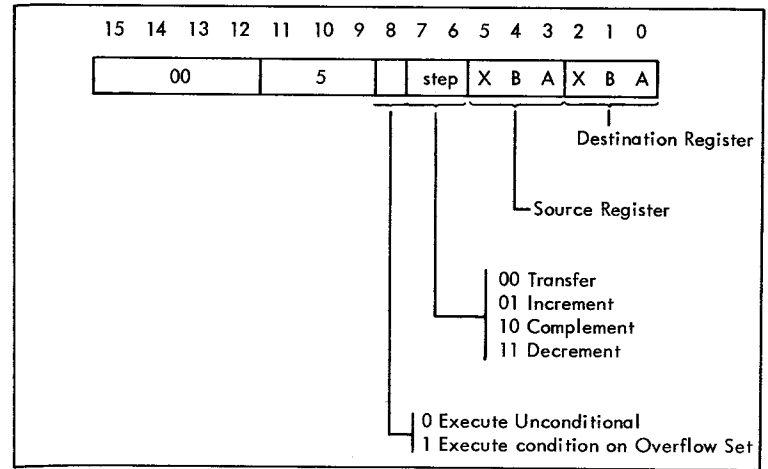 15 14 13 12 11 10 9 8 7 6 5 4 3 2 1 0
00 5 step X B A X B A
Destination Register
Source Register
00 Transfer
01 Increment
10 Complement
11 Decrement
0 Execute Unconditional
1 Execute condition on Overflow Set